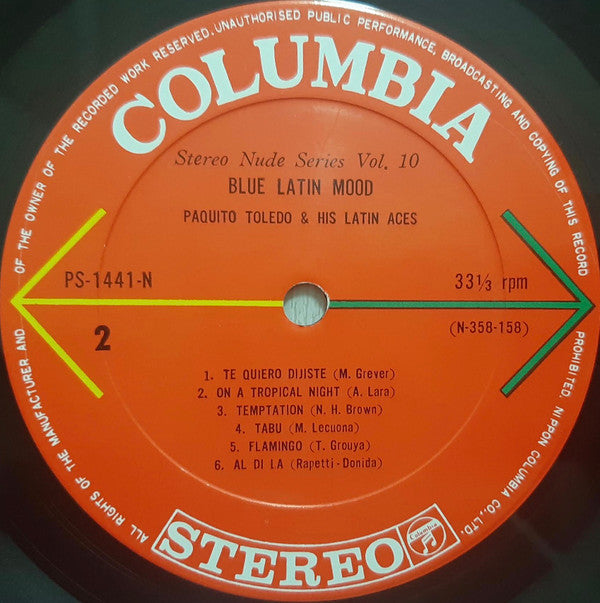 OF THE OWNER OF THE RECORDED WORK RESERVED. UNAUTHORISED PUBLIC PERFORMANCE, BROADCASTING AND COPYING OF THIS RECORD
COLUMBIA
Stereo Nude Series Vol. 10
BLUE LATIN MOOD
PAQUITO TOLEDO & HIS LATIN ACES
PS-1441-N
33 1/3 rpm
2
(N-358-158)
1. TE QUIERO DIJISTE (M. Grever)
2. ON A TROPICAL NIGHT (A. Lara)
3. TEMPTATION (N. H. Brown)
4. TABU (M. Lecuona)
5. FLAMINGO (T. Grouya)
6. AL DI LA (Rapetti-Donida)
ALL RIGHTS OF THE MANUFACTURER AND
PROHIBITED. NIPPON COLUMBIA CO., LTD.
STEREO
Columbia